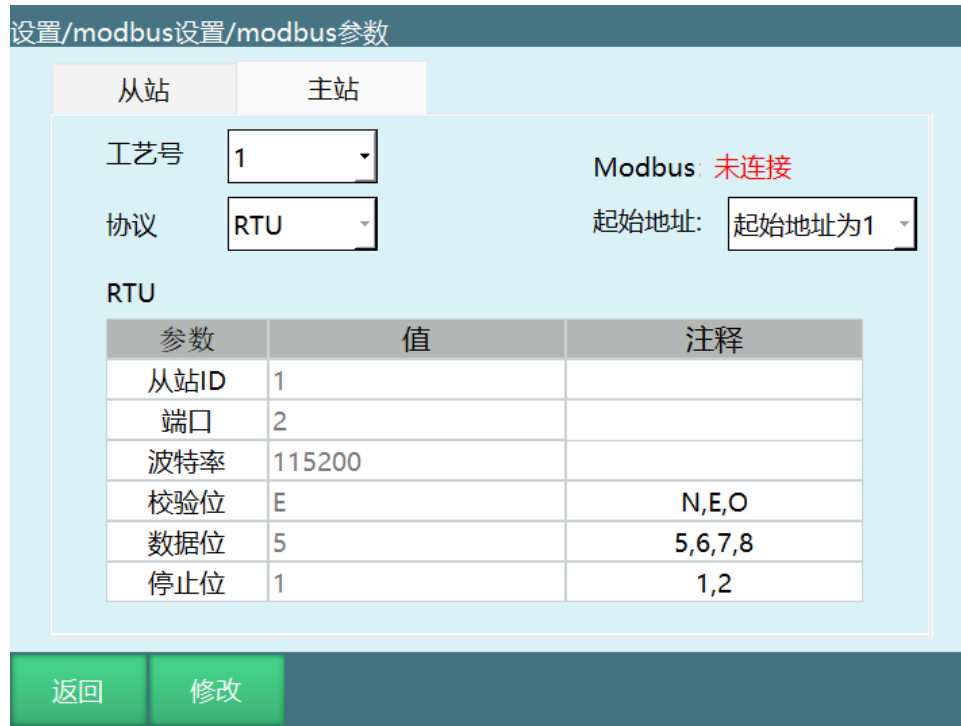 设置/modbus设置/modbus参数
从站 主站
工艺号 1 Modbus: 未连接
协议 RTU 起始地址: 起始地址为1
RTU
参数 值 注释
从站ID 1
端口 2
波特率 115200
校验位 E N,E,O
数据位 5 5,6,7,8
停止位 1 1,2
返回 修改